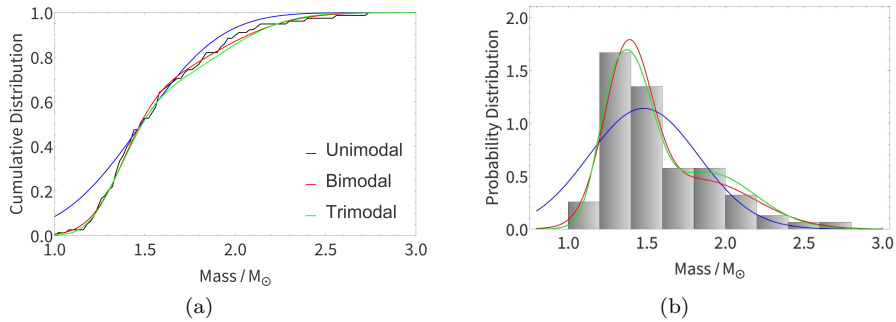 1.0
0.8
0.6
0.4
0.2
0.0
Cumulative Distribution
Unimodal
Bimodal
Trimodal
1.0 1.5 2.0 2.5 3.0
Mass / M⊙
(a)
2.0
1.5
1.0
0.5
0.0
Probability Distribution
1.0 1.5 2.0 2.5 3.0
Mass / M⊙
(b)